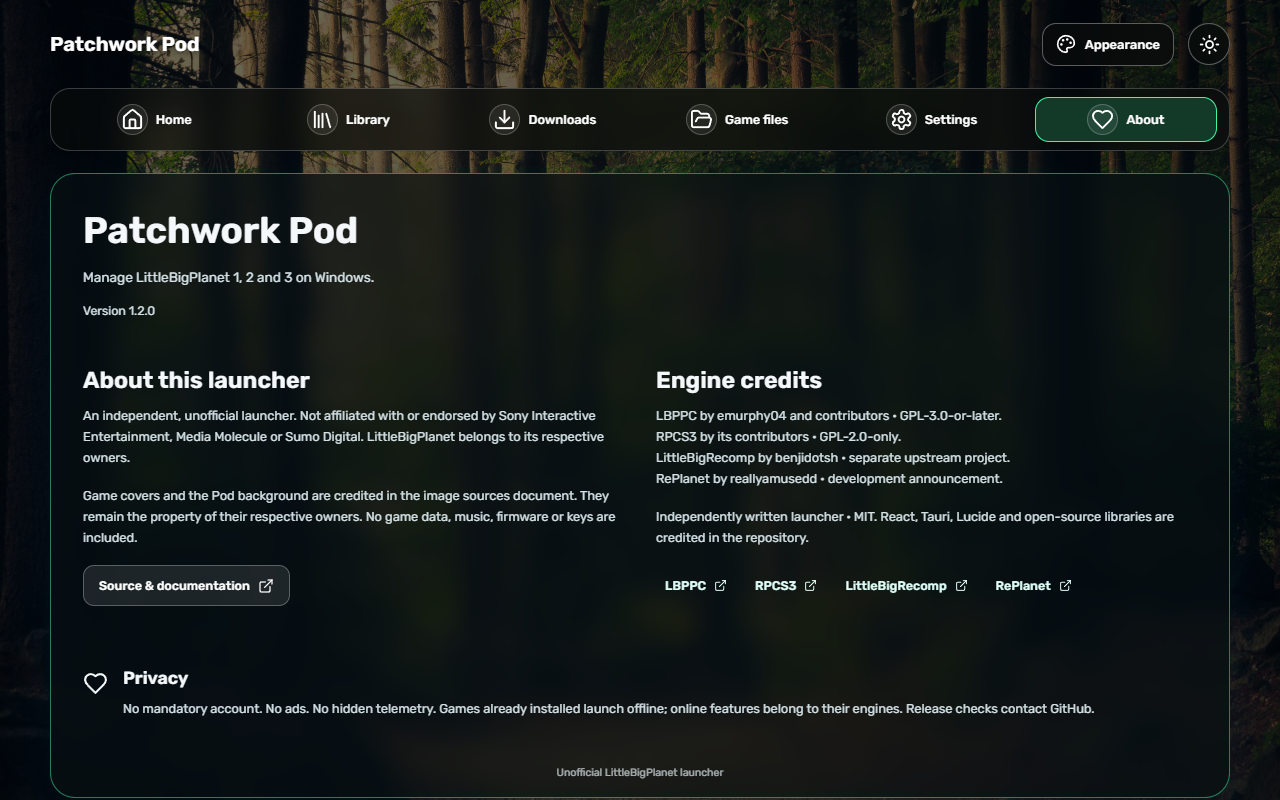 Patchwork Pod
Appearance
Home
Library
Downloads
Game files
Settings
About
Patchwork Pod
Manage LittleBigPlanet 1, 2 and 3 on Windows.
Version 1.2.0
About this launcher
An independent, unofficial launcher. Not affiliated with or endorsed by Sony Interactive
Entertainment, Media Molecule or Sumo Digital. LittleBigPlanet belongs to its respective
owners.
Game covers and the Pod background are credited in the image sources document. They
remain the property of their respective owners. No game data, music, firmware or keys are
included.
Source & documentation
Engine credits
LBPPC by emurphy04 and contributors • GPL-3.0-or-later.
RPCS3 by its contributors • GPL-2.0-only.
LittleBigRecomp by benjidotsh • separate upstream project.
RePlanet by reallyamusedd • development announcement.
Independently written launcher • MIT. React, Tauri, Lucide and open-source libraries are
credited in the repository.
LBPPC
RPCS3
LittleBigRecomp
RePlanet
Privacy
No mandatory account. No ads. No hidden telemetry. Games already installed launch offline; online features belong to their engines. Release checks contact GitHub.
Unofficial LittleBigPlanet launcher